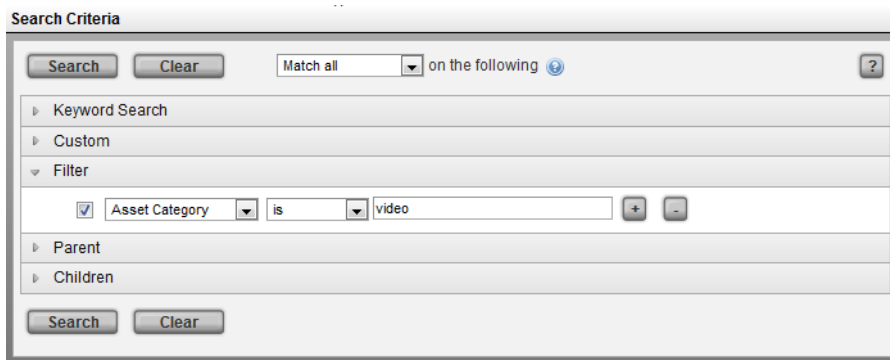 Search Criteria
Search Clear Match all on the following ?
Keyword Search
Custom
Filter
Asset Category is video + -
Parent
Children
Search Clear